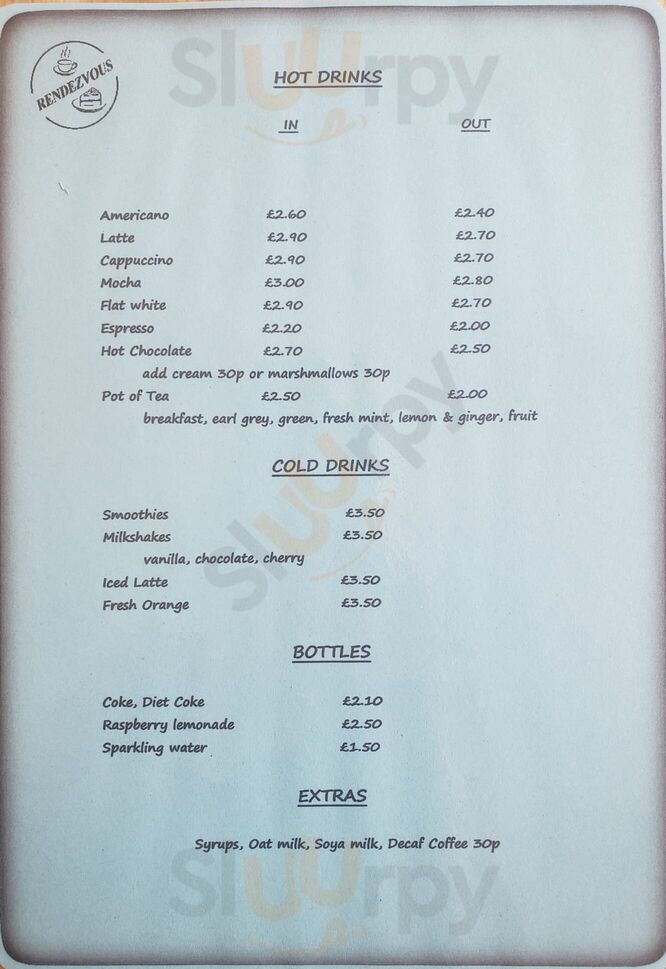 RENDEZVOUS
Sluurpy
HOT DRINKS
IN OUT
Americano £2.60 £2.40
Latte £2.90 £2.70
Cappuccino £2.90 £2.70
Mocha £3.00 £2.80
Flat white £2.90 £2.70
Espresso £2.20 £2.00
Hot Chocolate £2.70 £2.50
add cream 30p or marshmallows 30p
Pot of Tea £2.50 £2.00
breakfast, earl grey, green, fresh mint, lemon & ginger, fruit
Sluurpy
COLD DRINKS
Smoothies £3.50
Milkshakes £3.50
vanilla, chocolate, cherry
Iced Latte £3.50
Fresh Orange £3.50
BOTTLES
Coke, Diet Coke £2.10
Raspberry lemonade £2.50
Sparkling water £1.50
EXTRAS
Syrups, Oat milk, Soya milk, Decaf Coffee 30p
Sluurpy